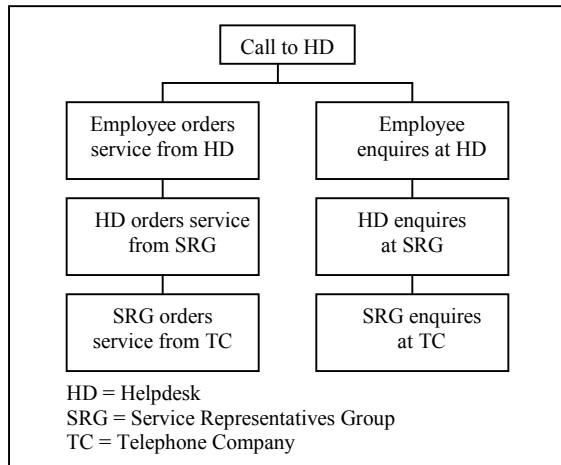 Call to HD
Employee orders
service from HD
Employee
enquires at HD
HD orders service
from SRG
HD enquires
at SRG
SRG orders
service from TC
SRG enquires
at TC
HD = Helpdesk
SRG = Service Representatives Group
TC = Telephone Company